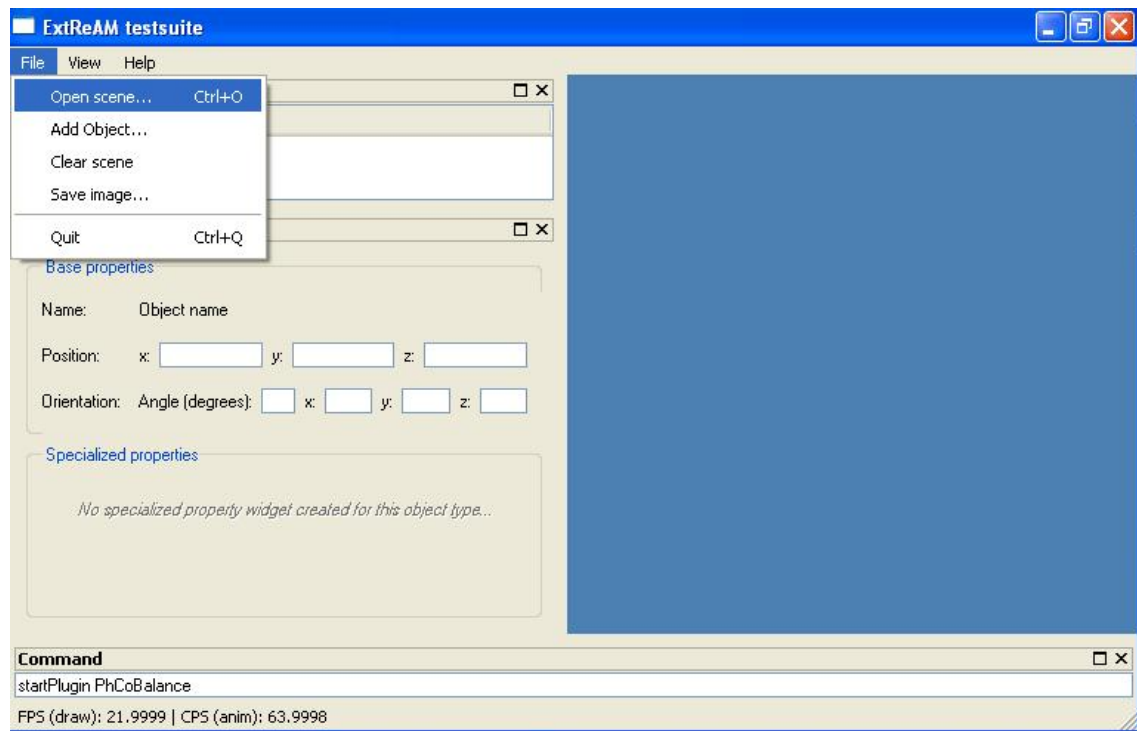 ExtReAM testsuite
File View Help
Open scene... Ctrl+O
Add Object...
Clear scene
Save image...
Quit Ctrl+Q
Base properties
Name: Object name
Position: x: y: z:
Orientation: Angle (degrees): x: y: z:
Specialized properties
No specialized property widget created for this object type...
Command
startPlugin PhCoBalance
FPS (draw): 21.9999 | CPS (anim): 63.9998